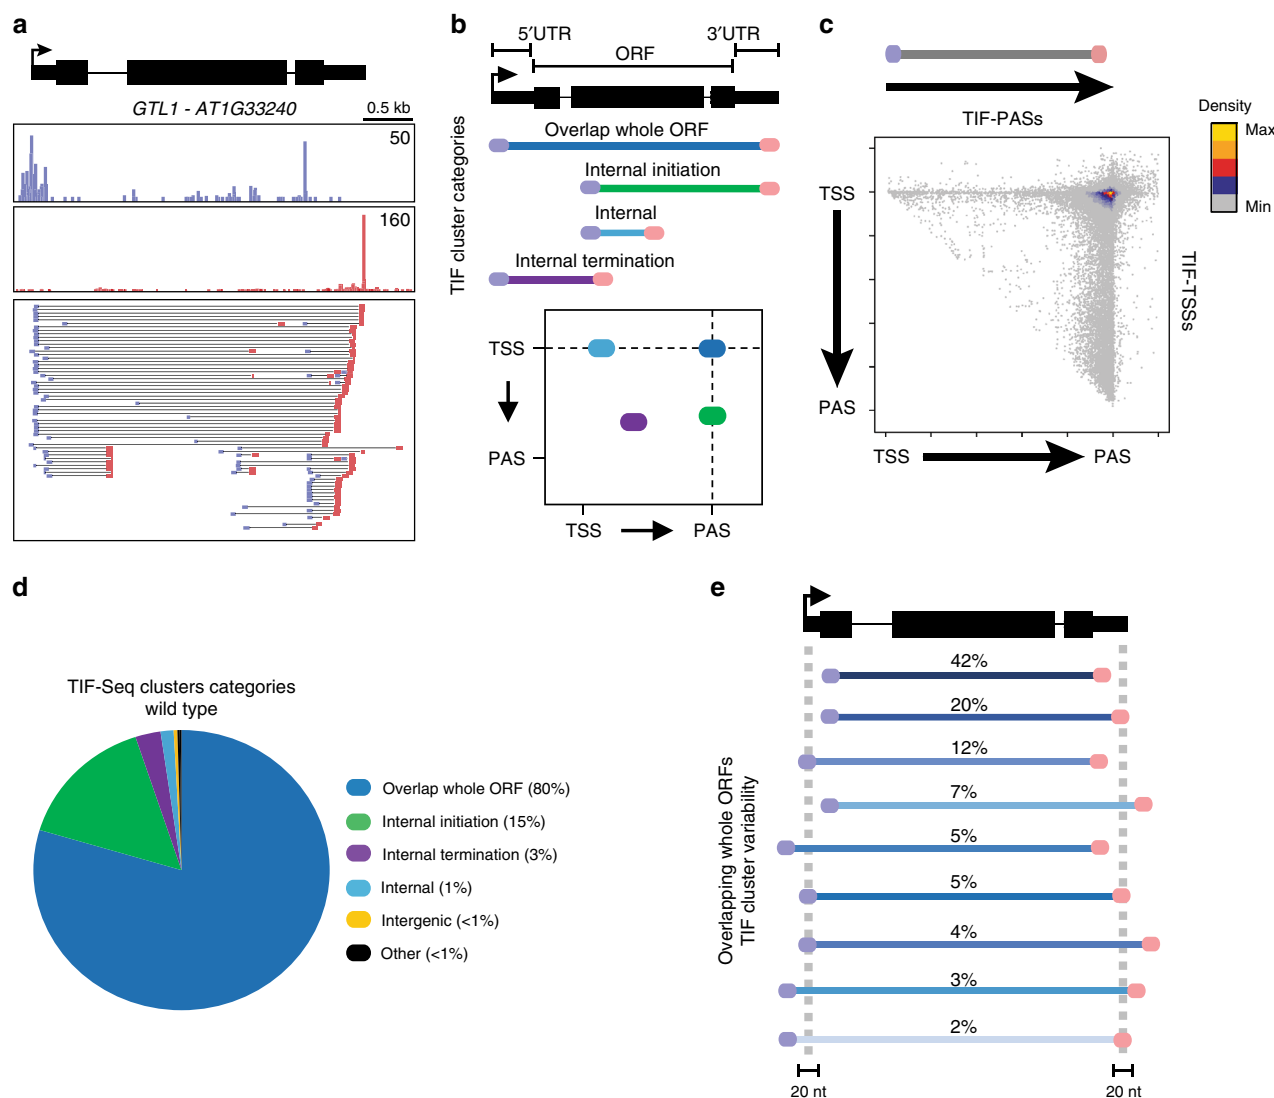 a
GTL1 - AT1G33240
0.5 kb
50
160
b
5′UTR
3′UTR
ORF
TIF cluster categories
Overlap whole ORF
Internal initiation
Internal
Internal termination
TSS
PAS
TSS
PAS
c
TIF-PASs
Density
Max
Min
TSS
PAS
TIF-TSSs
TSS
PAS
d
TIF-Seq clusters categories
wild type
Overlap whole ORF (80%)
Internal initiation (15%)
Internal termination (3%)
Internal (1%)
Intergenic (<1%)
Other (<1%)
e
Overlapping whole ORFs
TIF cluster variability
42%
20%
12%
7%
5%
5%
4%
3%
2%
20 nt
20 nt